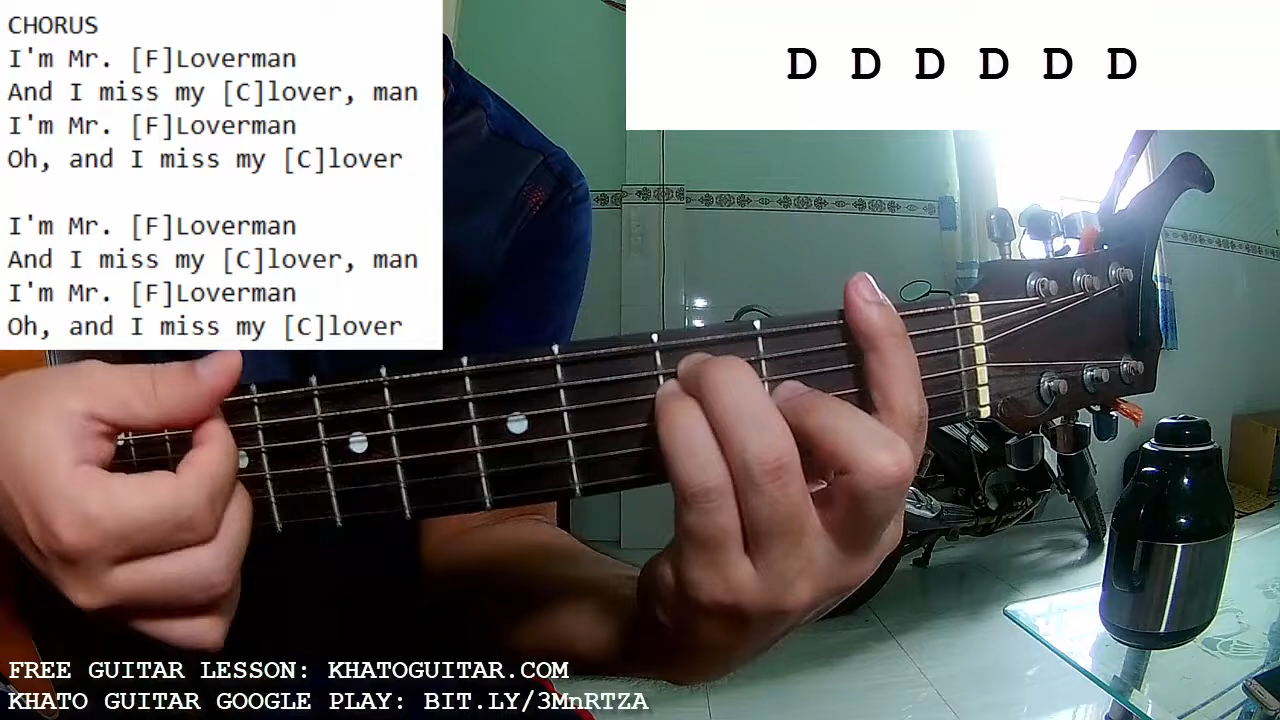 CHORUS
I'm Mr. [F]Loverman
And I miss my [C]lover, man
I'm Mr. [F]Loverman
Oh, and I miss my [C]lover
I'm Mr. [F]Loverman
And I miss my [C]lover, man
I'm Mr. [F]Loverman
Oh, and I miss my [C]lover
D D D D D D
FREE GUITAR LESSON: KHATOGUITAR.COM
KHATO GUITAR GOOGLE PLAY: BIT.LY/3MnRTZA